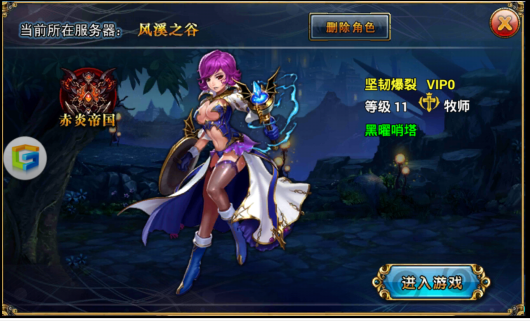 当前所在服务器： 风溪之谷
删除角色
赤炎帝国
坚韧爆裂 VIP0
等级 11 牧师
黑曜哨塔
进入游戏